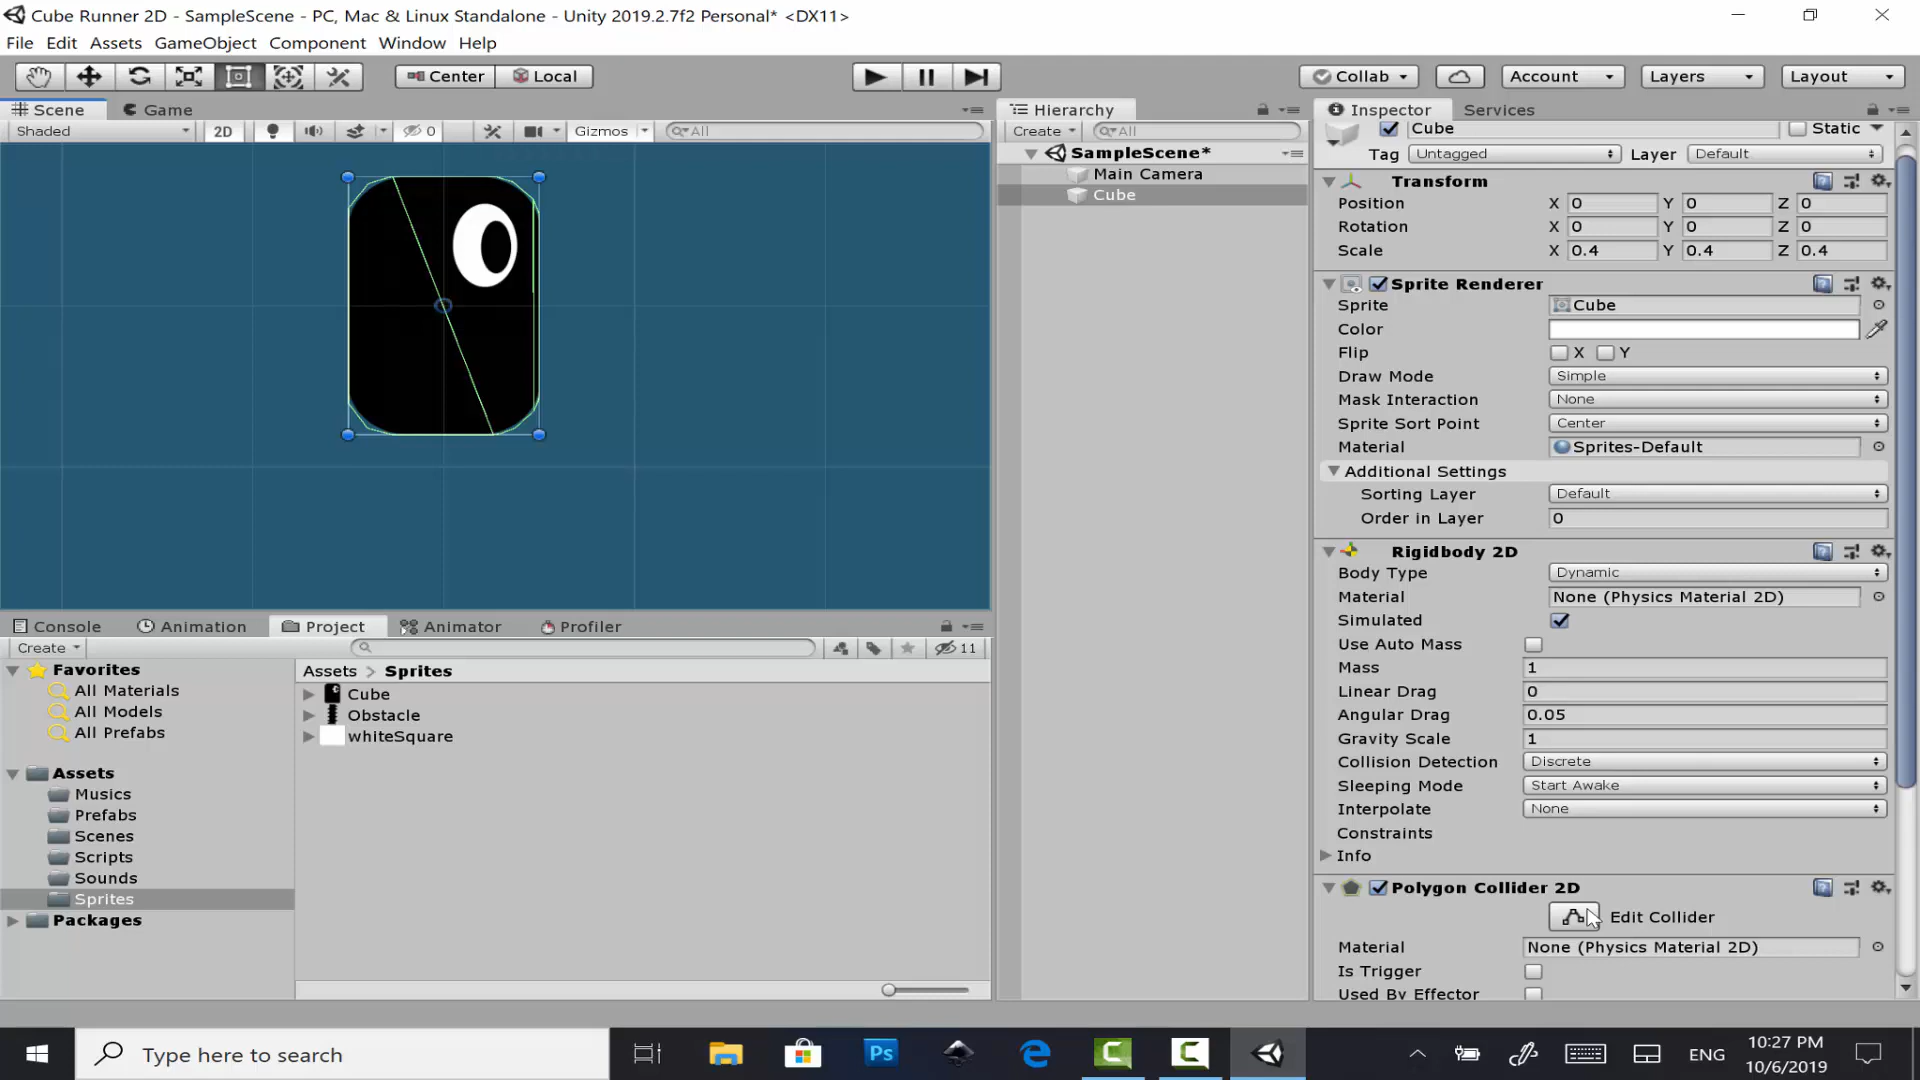 Cube Runner 2D - SampleScene - PC, Mac & Linux Standalone - Unity 2019.2.7f2 Personal* <DX11>
File Edit Assets GameObject Component Window Help
Center Local Collab Account Layers Layout
Scene Game
Shaded 2D 0 Gizmos All
Hierarchy
Create All
SampleScene*
Main Camera
Cube
Inspector Services
Cube Static
Tag Untagged Layer Default
Transform
Position X 0 Y 0 Z 0
Rotation X 0 Y 0 Z 0
Scale X 0.4 Y 0.4 Z 0.4
Sprite Renderer
Sprite Cube
Color
Flip X Y
Draw Mode Simple
Mask Interaction None
Sprite Sort Point Center
Material Sprites-Default
Additional Settings
Sorting Layer Default
Order in Layer 0
Rigidbody 2D
Body Type Dynamic
Material None (Physics Material 2D)
Simulated
Use Auto Mass
Mass 1
Linear Drag 0
Angular Drag 0.05
Gravity Scale 1
Collision Detection Discrete
Sleeping Mode Start Awake
Interpolate None
Constraints
Info
Polygon Collider 2D
Edit Collider
Material None (Physics Material 2D)
Is Trigger
Used By Effector
Console Animation Project Animator Profiler
Create 11
Favorites
All Materials
All Models
All Prefabs
Assets
Musics
Prefabs
Scenes
Scripts
Sounds
Sprites
Packages
Assets > Sprites
Cube
Obstacle
whiteSquare
Type here to search
Ps
ENG
10:27 PM
10/6/2019